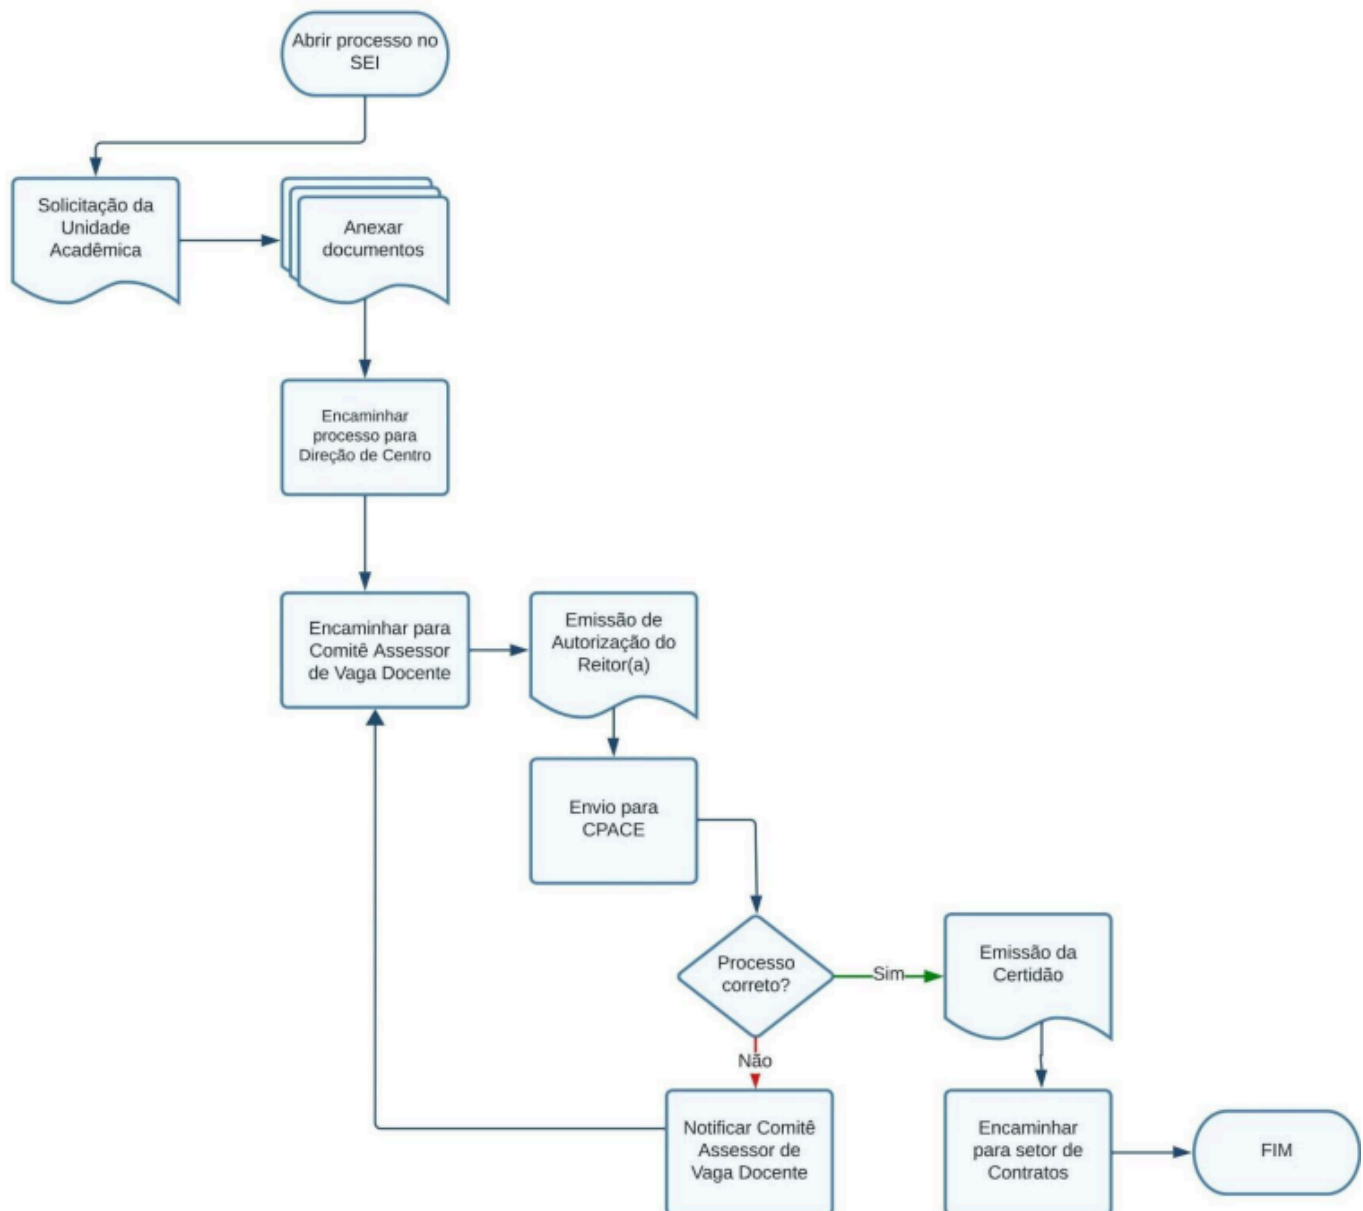 Abrir processo no
SEI
Solicitação da
Unidade
Acadêmica
Anexar
documentos
Encaminhar
processo para
Direção de Centro
Encaminhar para
Comitê Assessor
de Vaga Docente
Emissão de
Autorização do
Reitor(a)
Envio para
CPACE
Processo
correto?
Sim
Emissão da
Certidão
Não
Notificar Comitê
Assessor de
Vaga Docente
Encaminhar
para setor de
Contratos
FIM